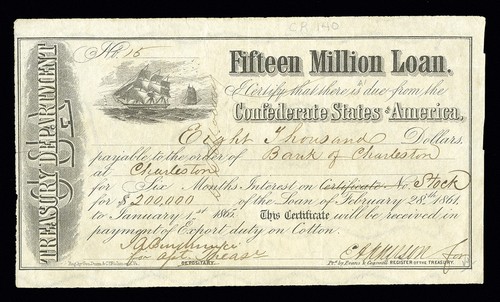 CR-140
No. 15
Fifteen Million Loan.
I Certify that there is due from the
Confederate States of America,
Eight Thousand Dollars,
payable to the order of Bank of Charleston
at Charleston
for Six Months Interest on Certificate No. Stock
for $200,000 of the Loan of February 28th 1861.
to January 1st 1865. This Certificate will be received in
payment of Export duty on Cotton.
for Asst. Treasr
DEPOSITARY.
REGISTER OF THE TREASURY.
TREASURY DEPARTMENT